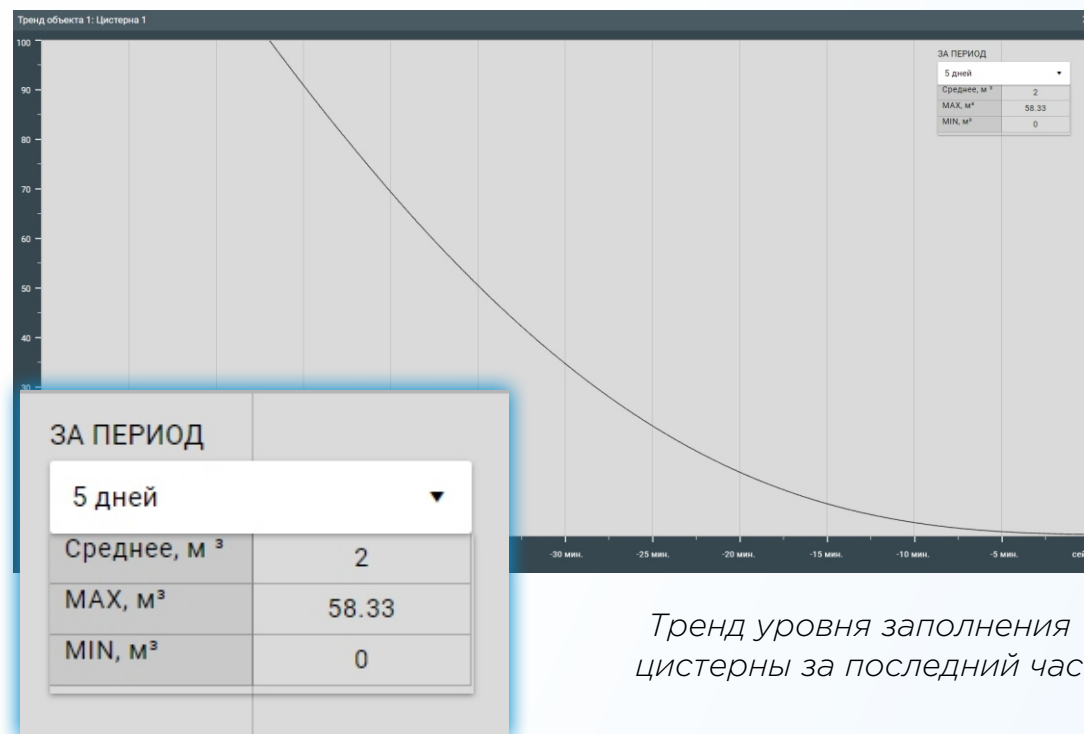 Тренд объекта 1: Цистерна 1
100
90
80
70
60
50
40
30
ЗА ПЕРИОД
5 дней
Среднее, м ³ 2
MAX, м³ 58.33
MIN, м³ 0
ЗА ПЕРИОД
5 дней
Среднее, м ³ 2
MAX, м³ 58.33
MIN, м³ 0
-30 мин. -25 мин. -20 мин. -15 мин. -10 мин. -5 мин.
Тренд уровня заполнения
цистерны за последний час